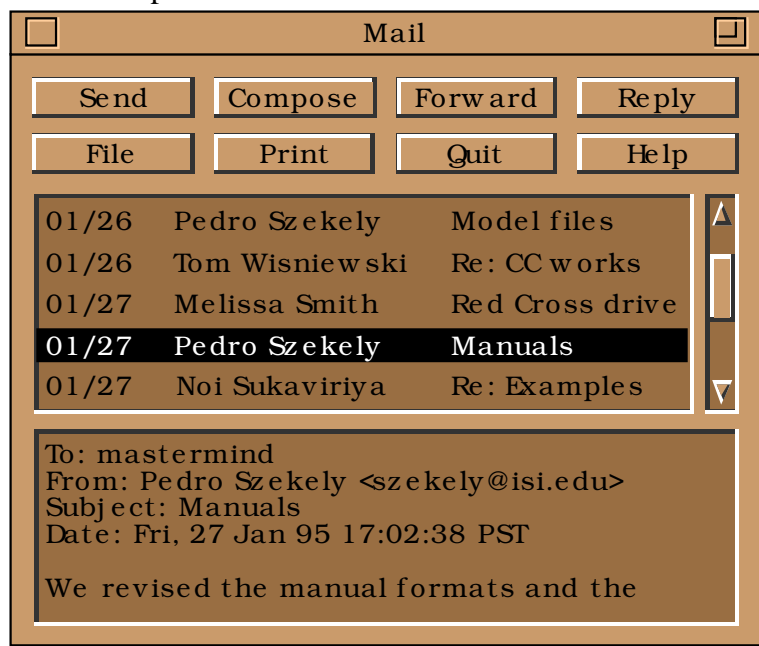 Mail
Send Compose Forward Reply
File Print Quit Help
01/26 Pedro Szekely Model files
01/26 Tom Wisniewski Re: CC works
01/27 Melissa Smith Red Cross drive
01/27 Pedro Szekely Manuals
01/27 Noi Sukaviriya Re: Examples
To: mastermind
From: Pedro Szekely <szekely@isi.edu>
Subject: Manuals
Date: Fri, 27 Jan 95 17:02:38 PST
We revised the manual formats and the